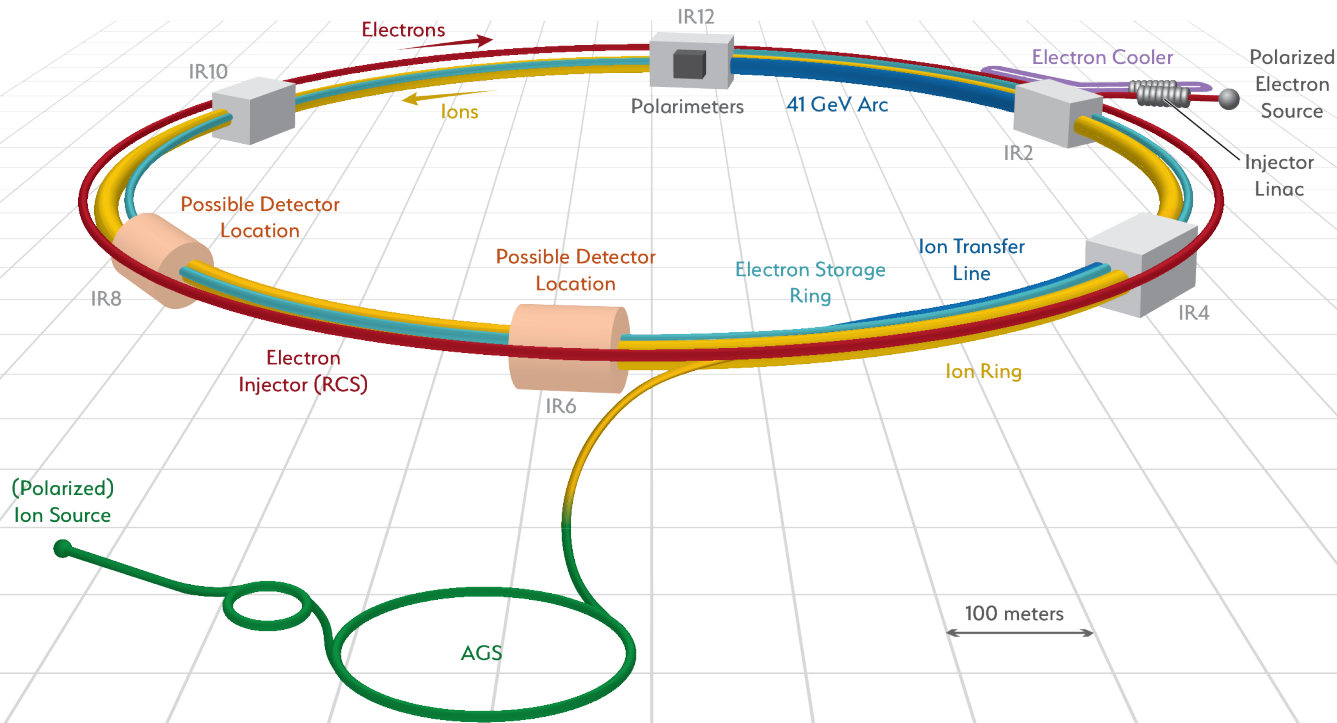 IR12
Electrons
IR10
Ions
Polarimeters
41 GeV Arc
Electron Cooler
Polarized
Electron
Source
IR2
Injector
Linac
Possible Detector
Location
Possible Detector
Location
Electron Storage
Ring
Ion Transfer
Line
IR8
IR4
Electron
Injector (RCS)
Ion Ring
IR6
(Polarized)
Ion Source
100 meters
AGS